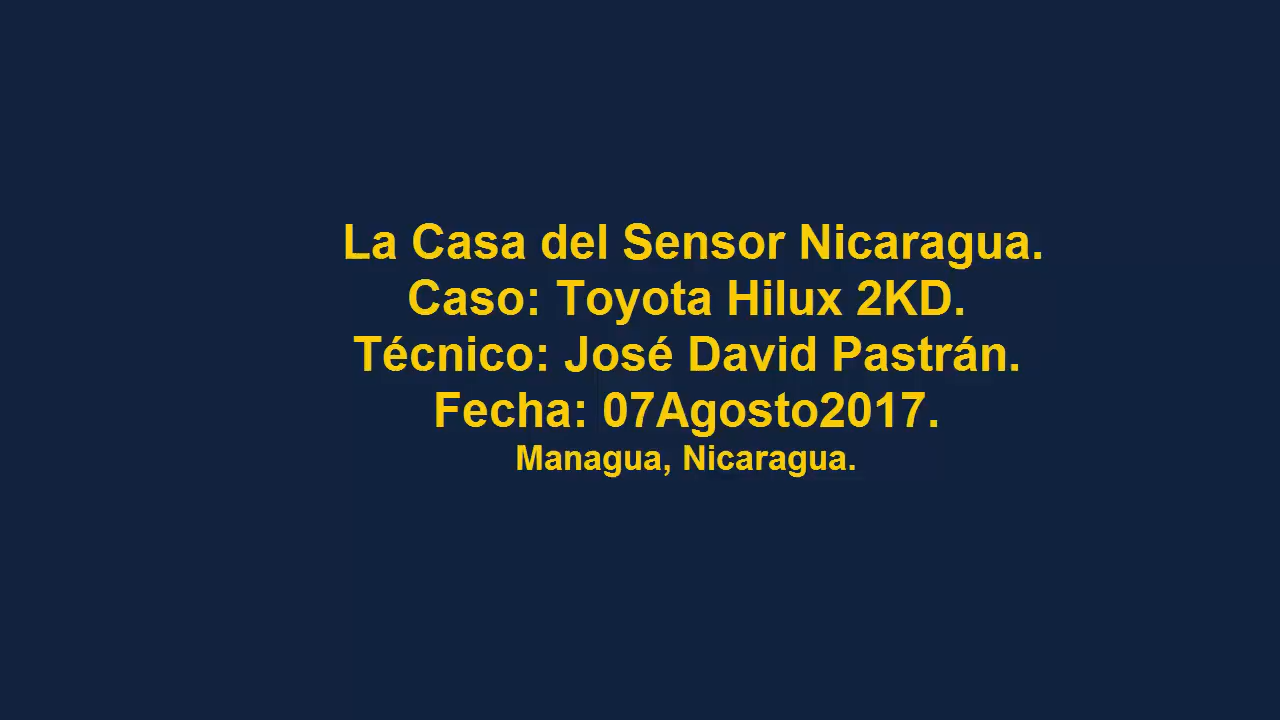 La Casa del Sensor Nicaragua.
Caso: Toyota Hilux 2KD.
Técnico: José David Pastrán.
Fecha: 07Agosto2017.
Managua, Nicaragua.